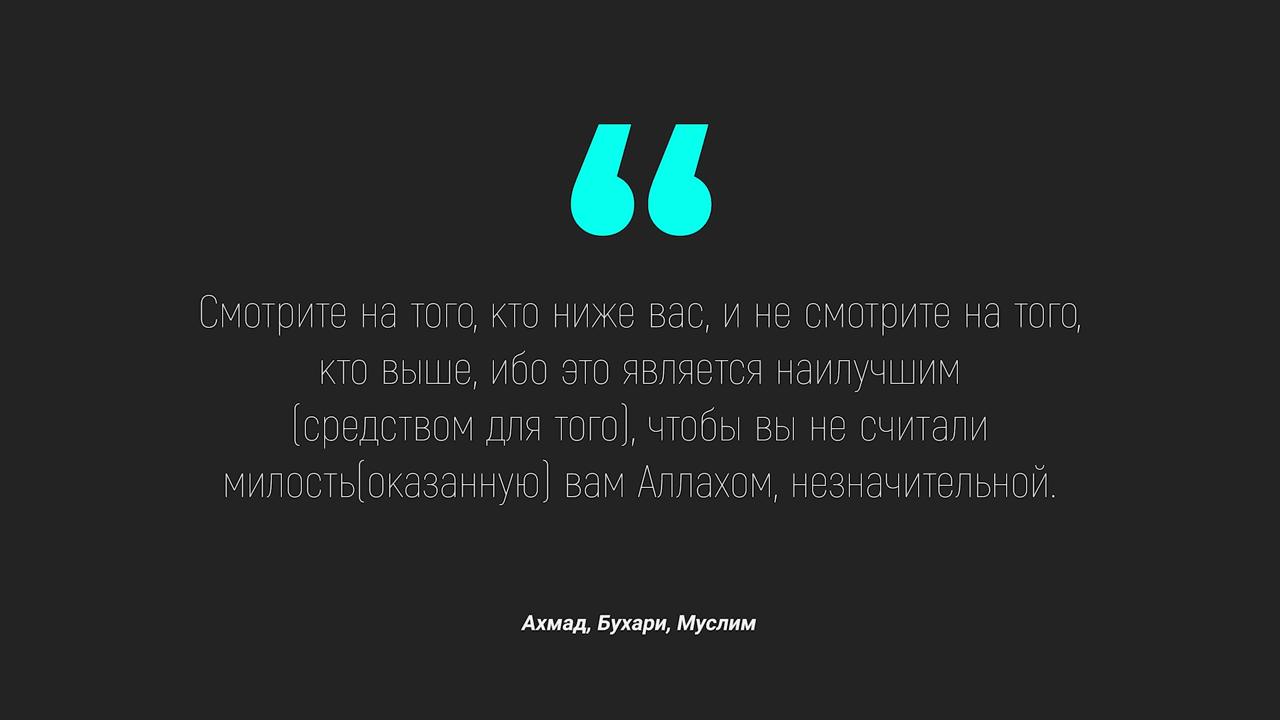 “
Смотрите на того, кто ниже вас, и не смотрите на того,
кто выше, ибо это является наилучшим
(средством для того), чтобы вы не считали
милость(оказанную) вам Аллахом, незначительной.
Ахмад, Бухари, Муслим